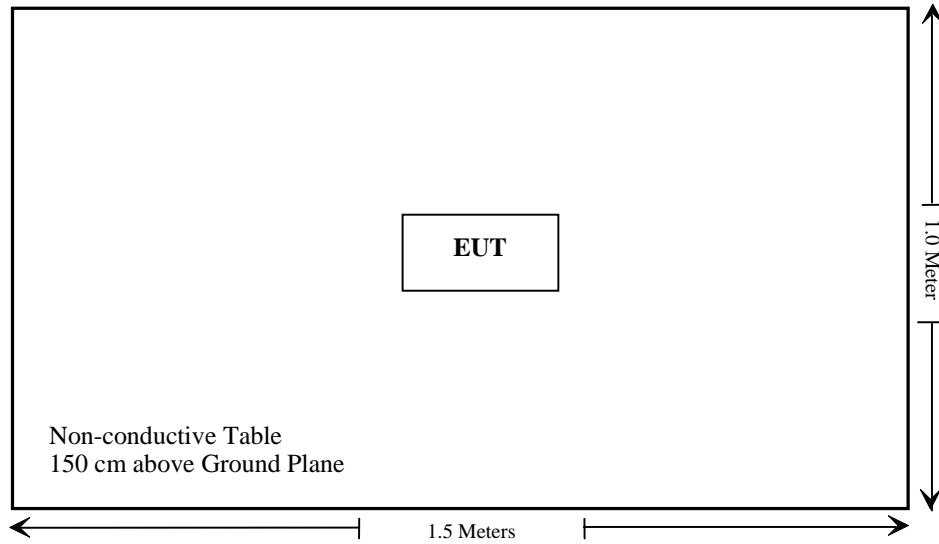 EUT
1.0 Meter
Non-conductive Table
150 cm above Ground Plane
1.5 Meters